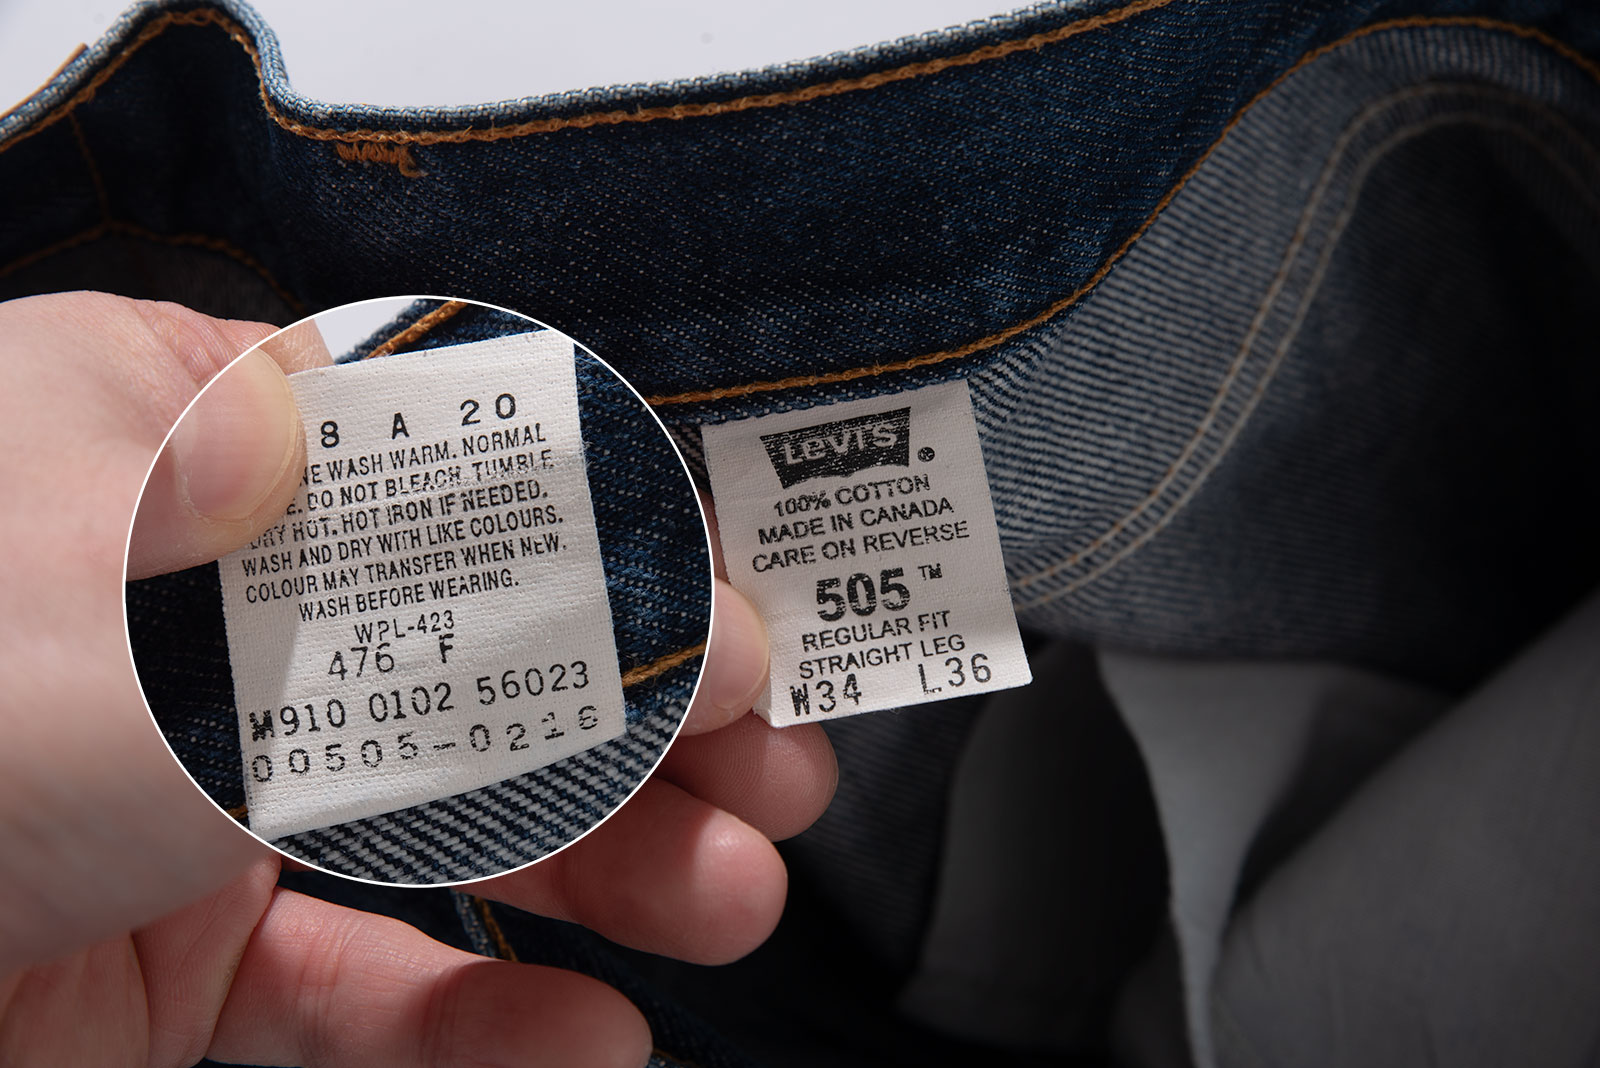 8 A 20
NE WASH WARM. NORMAL
E. DO NOT BLEACH. TUMBLE
DRY HOT. HOT IRON IF NEEDED.
WASH AND DRY WITH LIKE COLOURS.
COLOUR MAY TRANSFER WHEN NEW.
WASH BEFORE WEARING.
WPL-423
476 F
M910 0102 56023
00505-0216
Levi's
100% COTTON
MADE IN CANADA
CARE ON REVERSE
505™
REGULAR FIT
STRAIGHT LEG
W34 L36